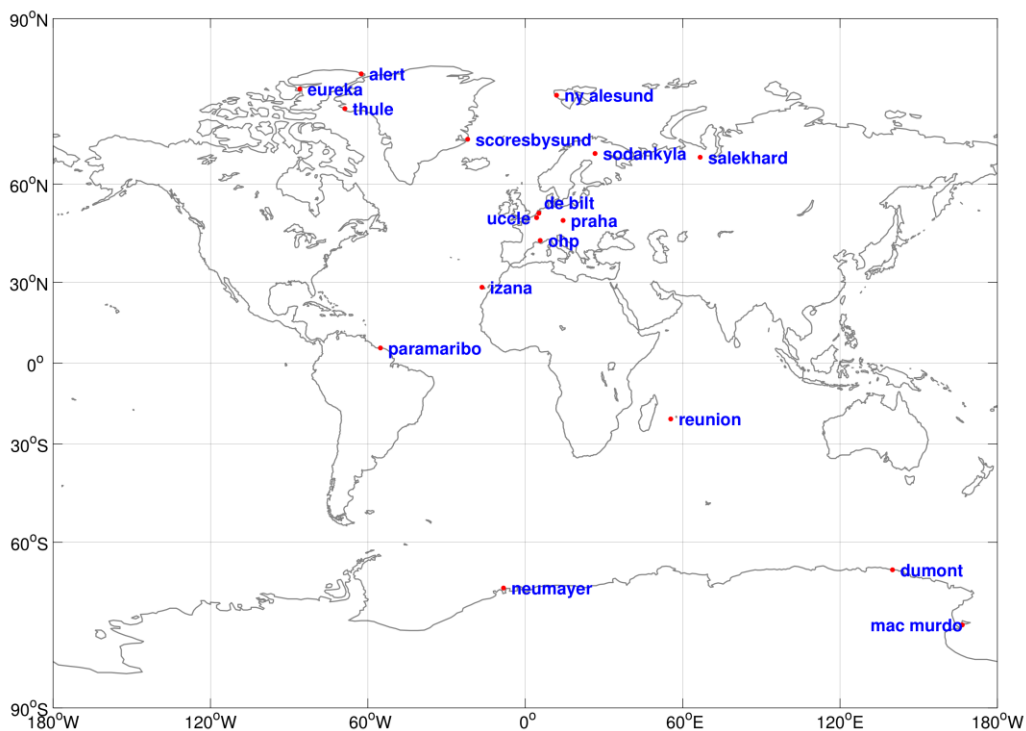 90°N
alert
eureka
ny alesund
thule
scoresbysund
sodankyla
salekhard
60°N
de bilt
uccle
praha
ohp
30°N
izana
paramaribo
0°
reunion
30°S
60°S
dumont
neumayer
mac murdo
90°S
180°W 120°W 60°W 0° 60°E 120°E 180°W